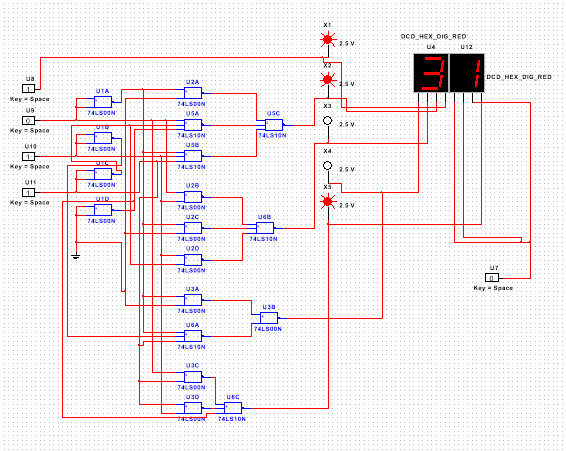 X1
2.5 V
DCD_HEX_DIG_RED
U4 U12
DCD_HEX_DIG_RED
X2
2.5 V
U8
1
Key = Space
U1A
74LS00N
U2A
74LS00N
X3
2.5 V
U9
0
Key = Space
U1B
74LS00N
U5A
74LS10N
U5C
74LS10N
U10
1
Key = Space
U1C
74LS00N
U5B
74LS10N
X4
2.5 V
U11
1
Key = Space
U1D
74LS00N
U2B
74LS00N
X5
2.5 V
U2C
74LS00N
U6B
74LS10N
U2D
74LS00N
U7
0
Key = Space
U3A
74LS00N
U3B
74LS00N
U6A
74LS10N
U3C
74LS00N
U3D
74LS00N
U6C
74LS10N